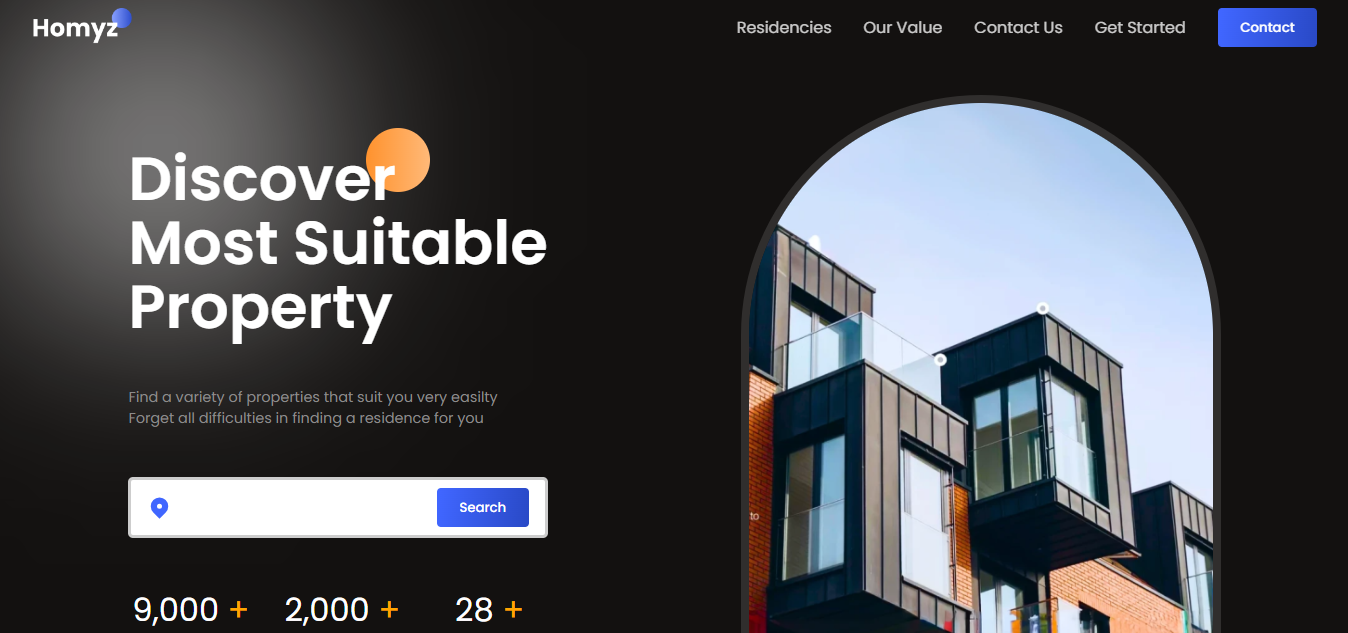 Homyz
Residencies
Our Value
Contact Us
Get Started
Contact
Discover
Most Suitable
Property
Find a variety of properties that suit you very easilty
Forget all difficulties in finding a residence for you
Search
to
9,000 +
2,000 +
28 +